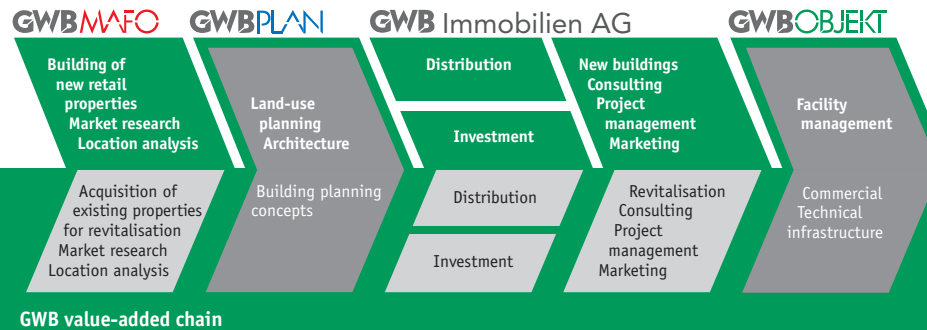 GWBMAFO
GWBPLAN
GWB Immobilien AG
GWBOBJEKT
Building of
new retail
properties
Market research
Location analysis
Land-use
planning
Architecture
Distribution
Investment
New buildings
Consulting
Project
management
Marketing
Facility
management
Acquisition of
existing properties
for revitalisation
Market research
Location analysis
Building planning
concepts
Distribution
Investment
Revitalisation
Consulting
Project
management
Marketing
Commercial
Technical
infrastructure
GWB value-added chain